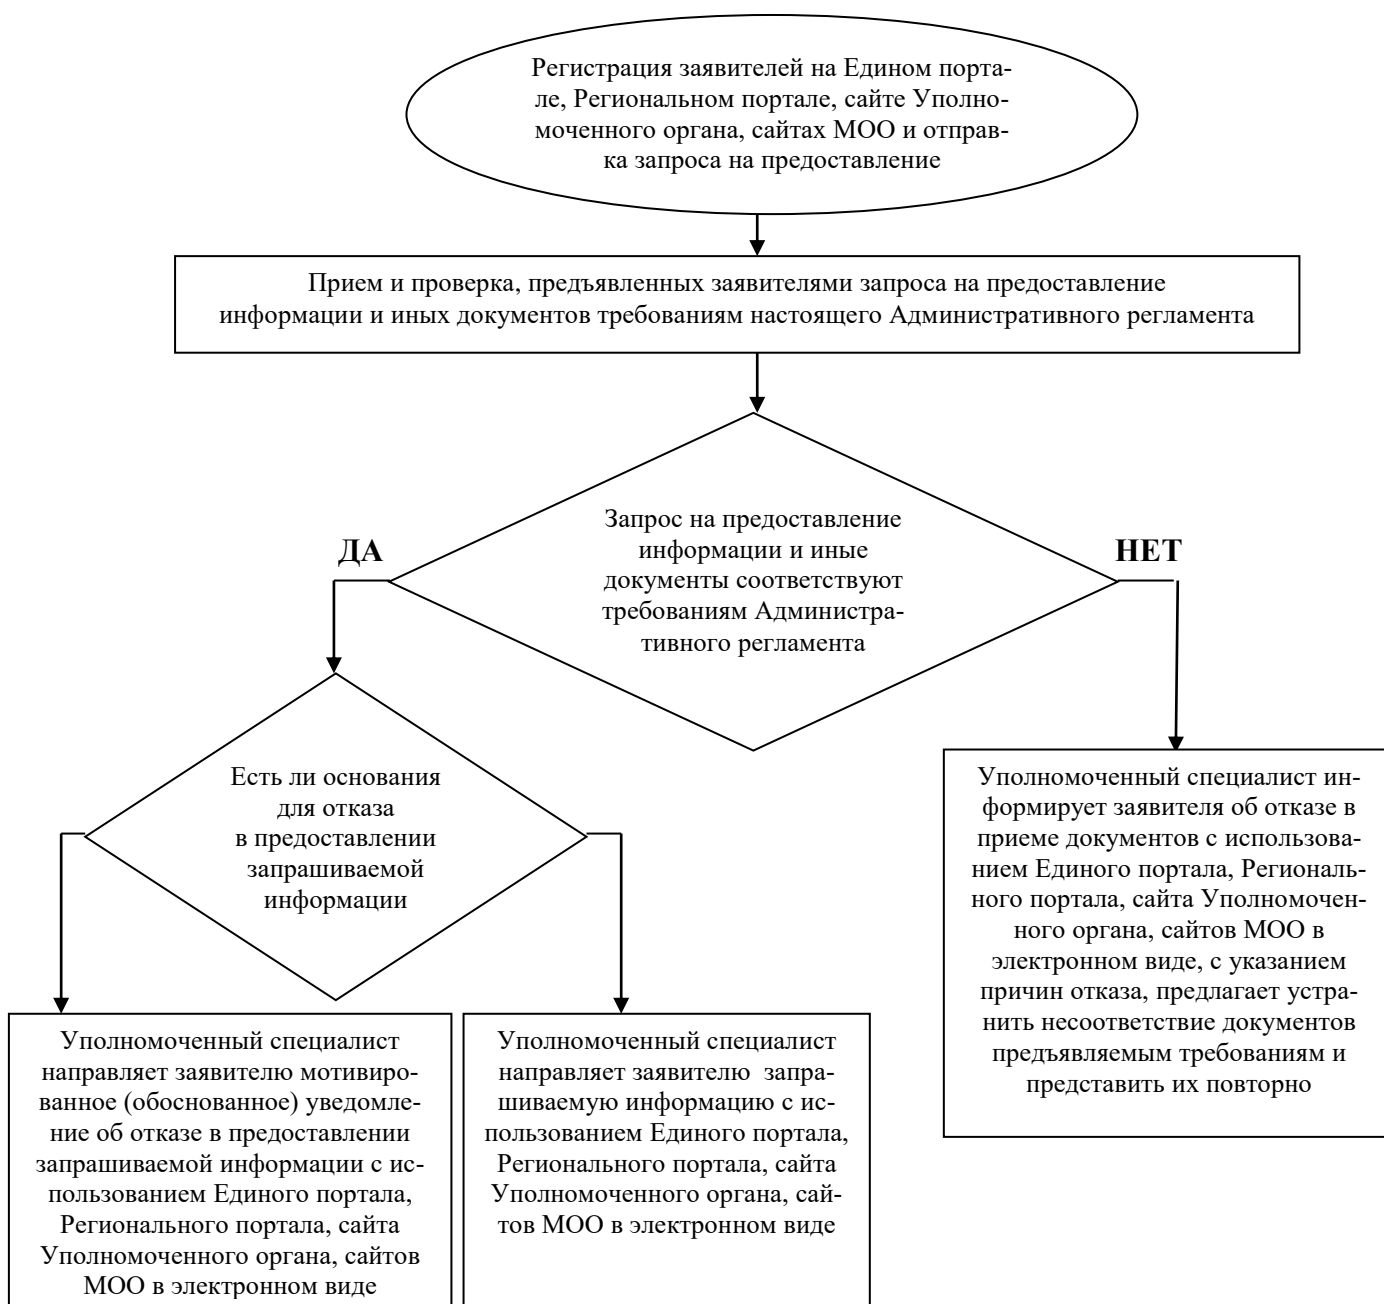 Регистрация заявителей на Едином порта-
ле, Региональном портале, сайте Уполно-
моченного органа, сайтах МОО и отправ-
ка запроса на предоставление
Прием и проверка, предъявленных заявителями запроса на предоставление
информации и иных документов требованиям настоящего Административного регламента
Запрос на предоставление
информации и иные
документы соответствуют
требованиям Администра-
тивного регламента
ДА
НЕТ
Есть ли основания
для отказа
в предоставлении
запрашиваемой
информации
Уполномоченный специалист ин-
формирует заявителя об отказе в
приеме документов с использова-
нием Единого портала, Региональ-
ного портала, сайта Уполномочен-
ного органа, сайтов МОО в
электронном виде, с указанием
причин отказа, предлагает устра-
нить несоответствие документов
предъявляемым требованиям и
представить их повторно
Уполномоченный специалист
направляет заявителю мотивиро-
ванное (обоснованное) уведомле-
ние об отказе в предоставлении
запрашиваемой информации с ис-
пользованием Единого портала,
Регионального портала, сайта
Уполномоченного органа, сайтов
МОО в электронном виде
Уполномоченный специалист
направляет заявителю запра-
шиваемую информацию с ис-
пользованием Единого портала,
Регионального портала, сайта
Уполномоченного органа, сай-
тов МОО в электронном виде